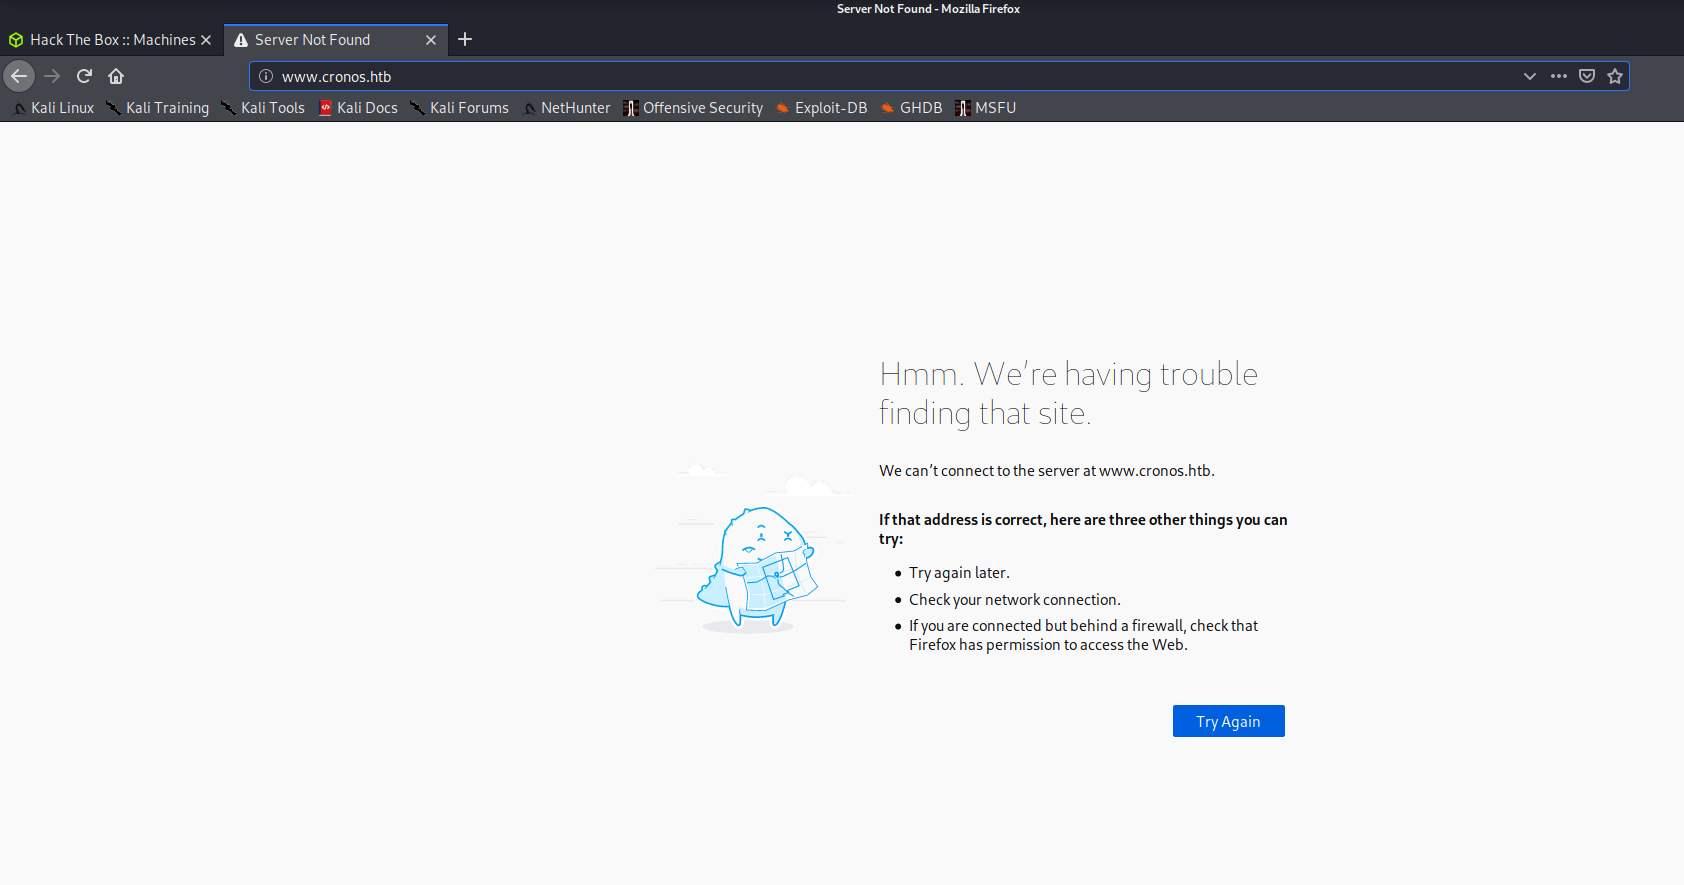 Server Not Found - Mozilla Firefox
Hack The Box :: Machines
Server Not Found
www.cronos.htb
Kali Linux Kali Training Kali Tools Kali Docs Kali Forums NetHunter Offensive Security Exploit-DB GHDB MSFU
Hmm. We're having trouble
finding that site.
We can't connect to the server at www.cronos.htb.
If that address is correct, here are three other things you can
try:
• Try again later.
• Check your network connection.
• If you are connected but behind a firewall, check that
Firefox has permission to access the Web.
Try Again